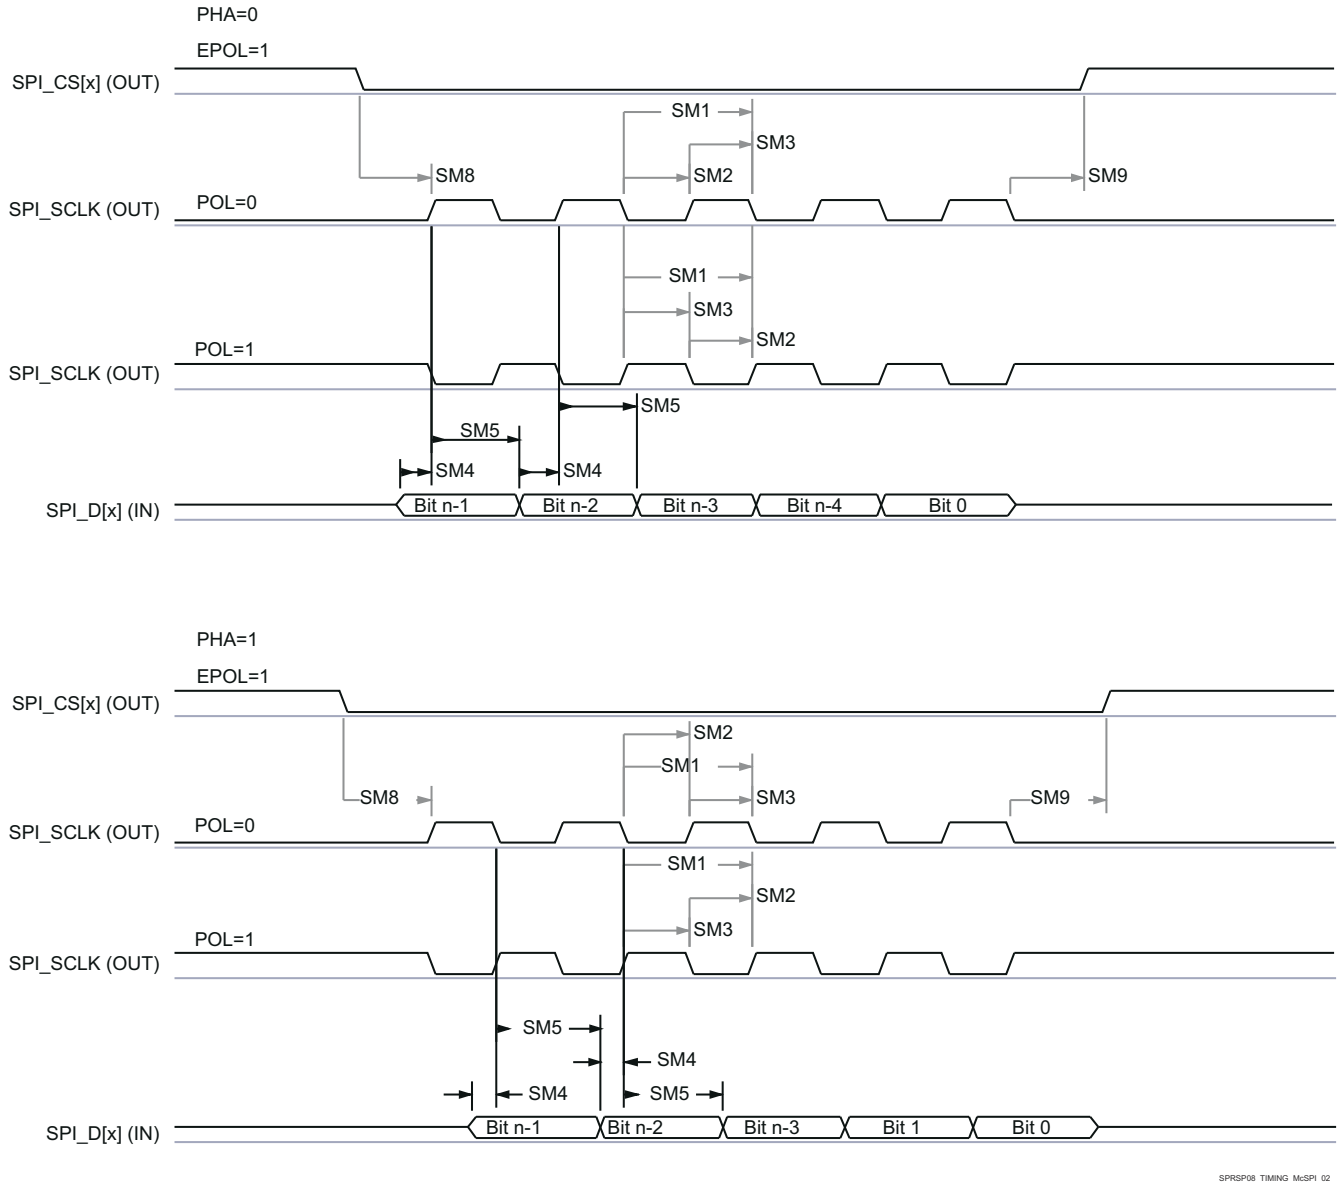 PHA=0
EPOL=1
SPI_CS[x] (OUT)
SM1
SM3
SM8
SM2
SM9
POL=0
SPI_SCLK (OUT)
SM1
SM3
SM2
POL=1
SPI_SCLK (OUT)
SM5
SM5
SM4
SM4
SPI_D[x] (IN)
Bit n-1
Bit n-2
Bit n-3
Bit n-4
Bit 0
PHA=1
EPOL=1
SPI_CS[x] (OUT)
SM2
SM1
SM8
SM3
SM9
POL=0
SPI_SCLK (OUT)
SM1
SM2
SM3
POL=1
SPI_SCLK (OUT)
SM5
SM4
SM4
SM5
SPI_D[x] (IN)
Bit n-1
Bit n-2
Bit n-3
Bit 1
Bit 0
SPRSP08_TIMING_McSPI_02